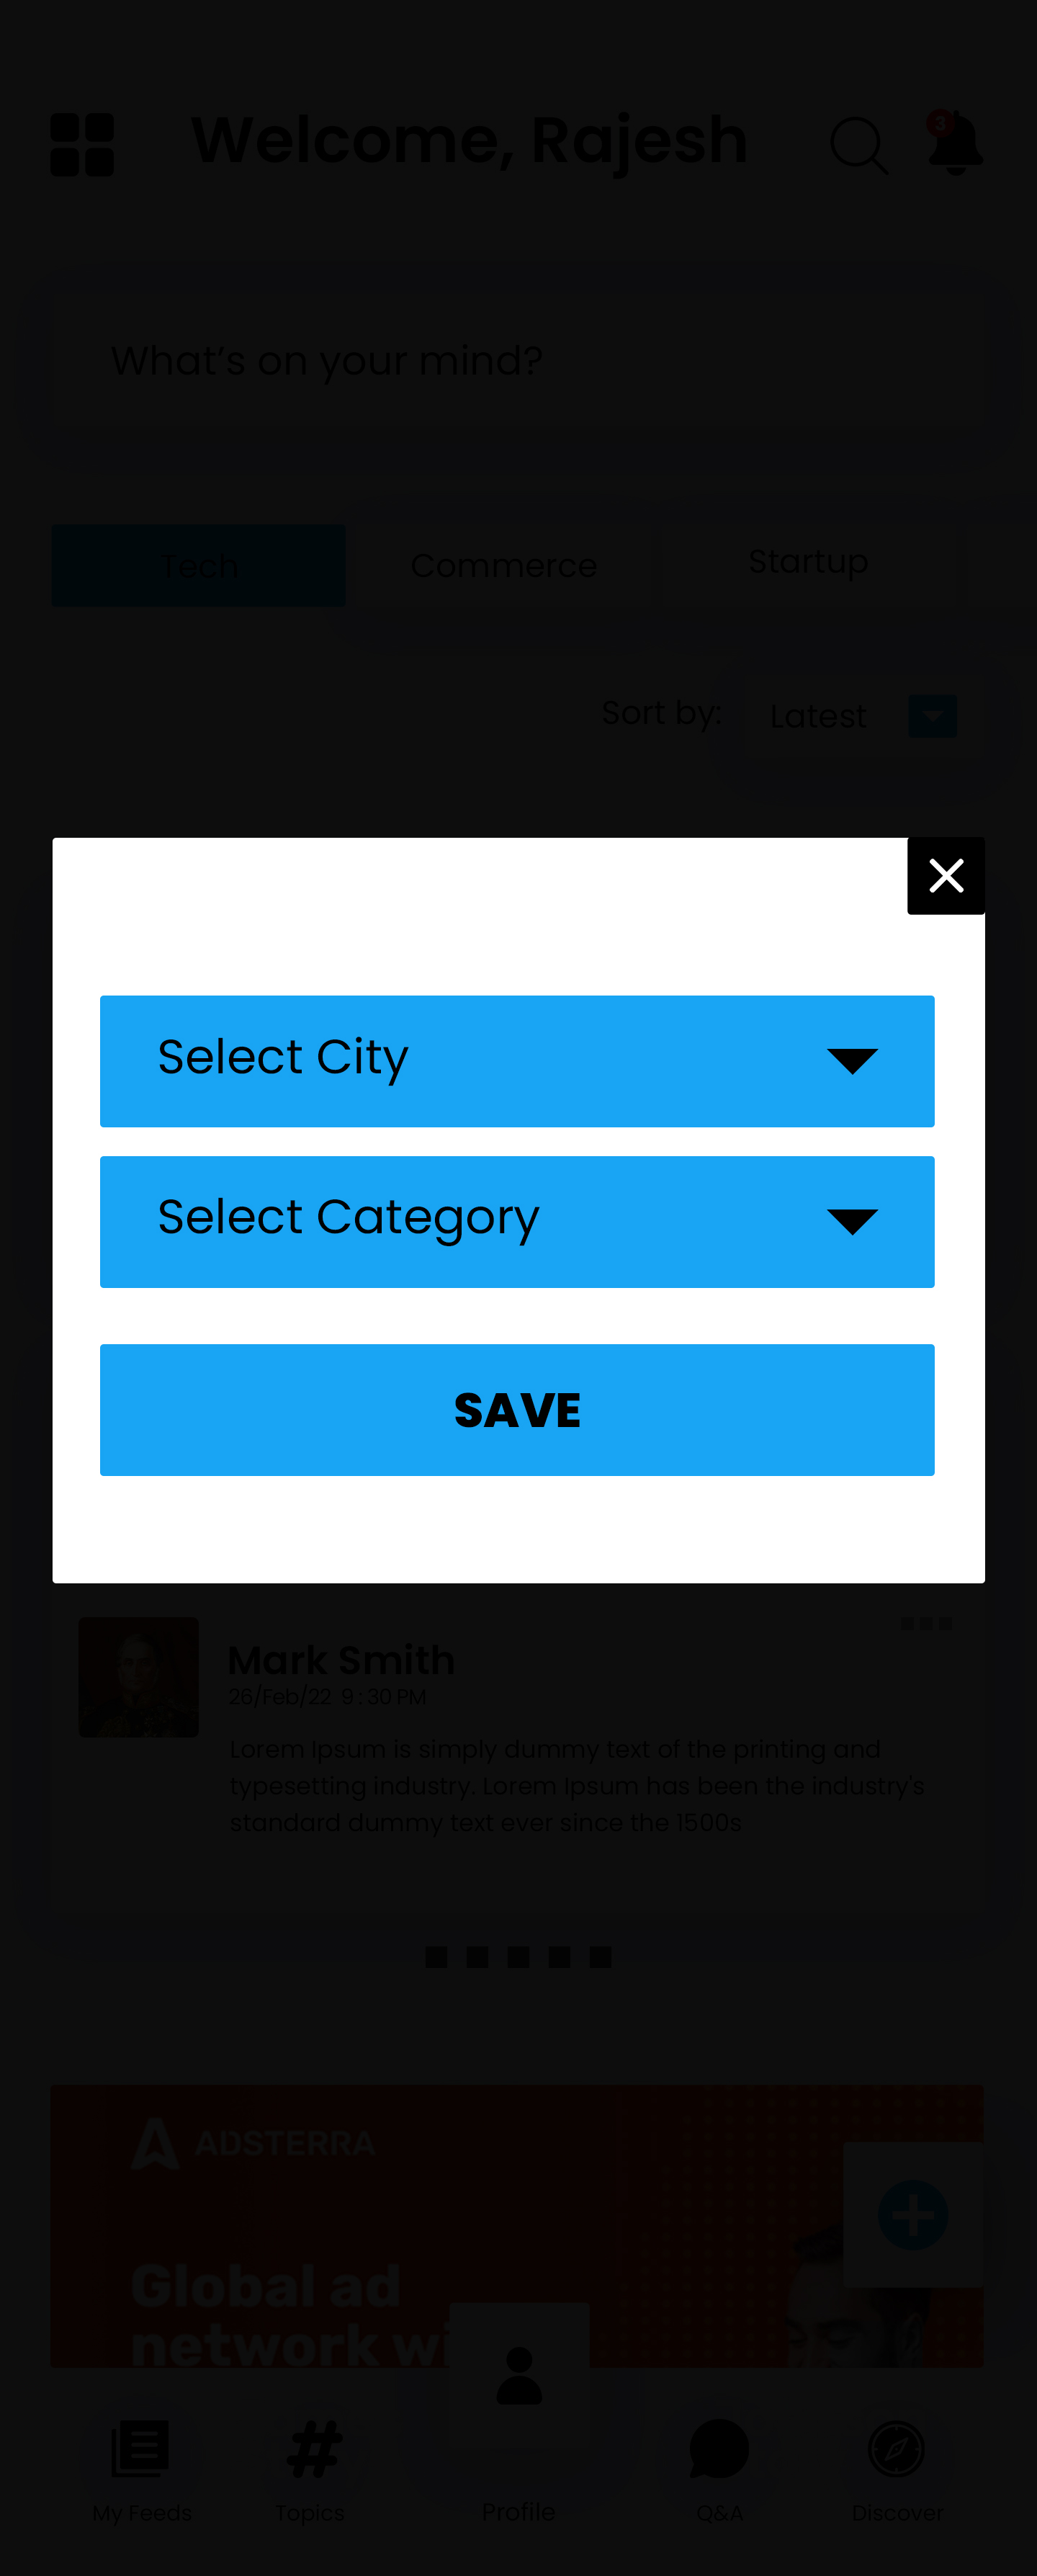 Welcome, Rajesh
3
What's on your mind?
Tech
Commerce
Startup
Sort by:
Latest
Select City
Select Category
SAVE
Mark Smith
26/Feb/22 9:30 PM
Lorem Ipsum is simply dummy text of the printing and
typesetting industry. Lorem Ipsum has been the industry's
standard dummy text ever since the 1500s
ADSTERRA
Global ad
network wi
My Feeds
Topics
Profile
Q&A
Discover